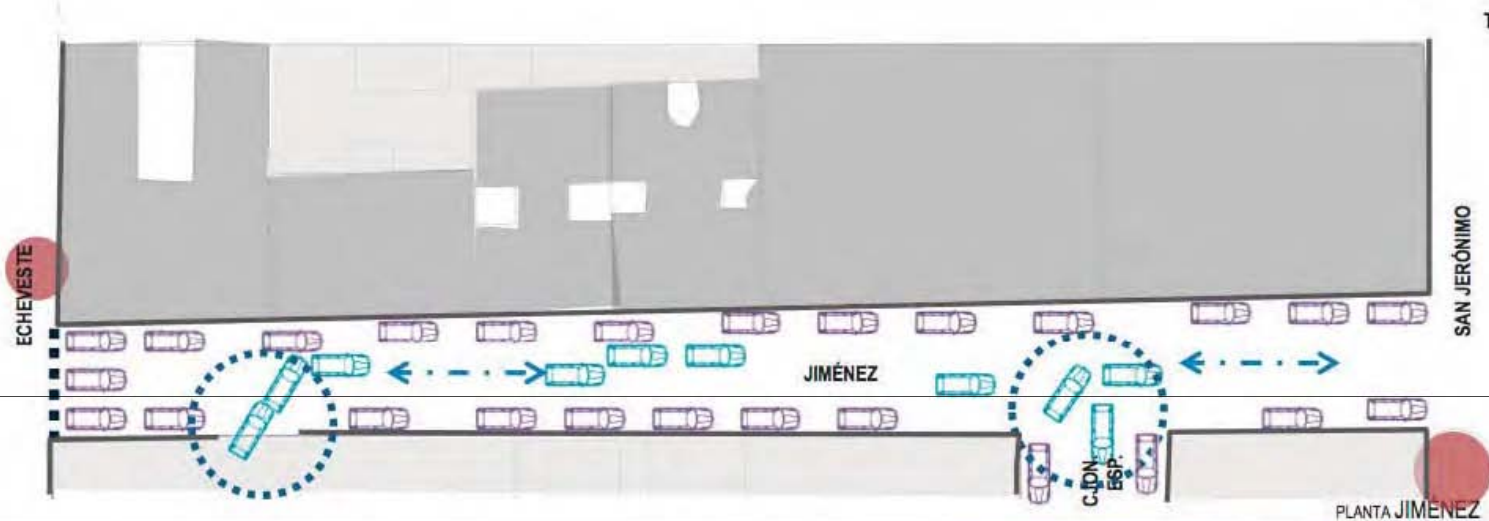 T
ECHEVESTE
SAN JERÓNIMO
JIMÉNEZ
CJON.
ESP.
PLANTA JIMÉNEZ